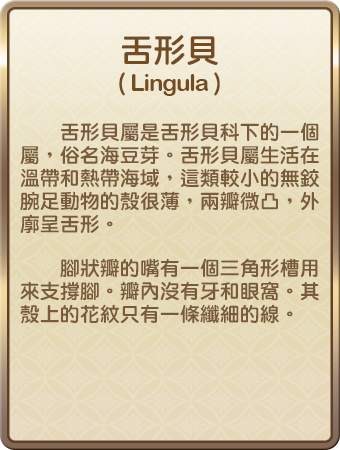 舌形貝
( Lingula )
舌形貝屬是舌形貝科下的一個
屬，俗名海豆芽。舌形貝屬生活在
溫帶和熱帶海域，這類較小的無鉸
腕足動物的殼很薄，兩瓣微凸，外
廓呈舌形。
腳狀瓣的嘴有一個三角形槽用
來支撐腳。瓣內沒有牙和眼窩。其
殼上的花紋只有一條纖細的線。